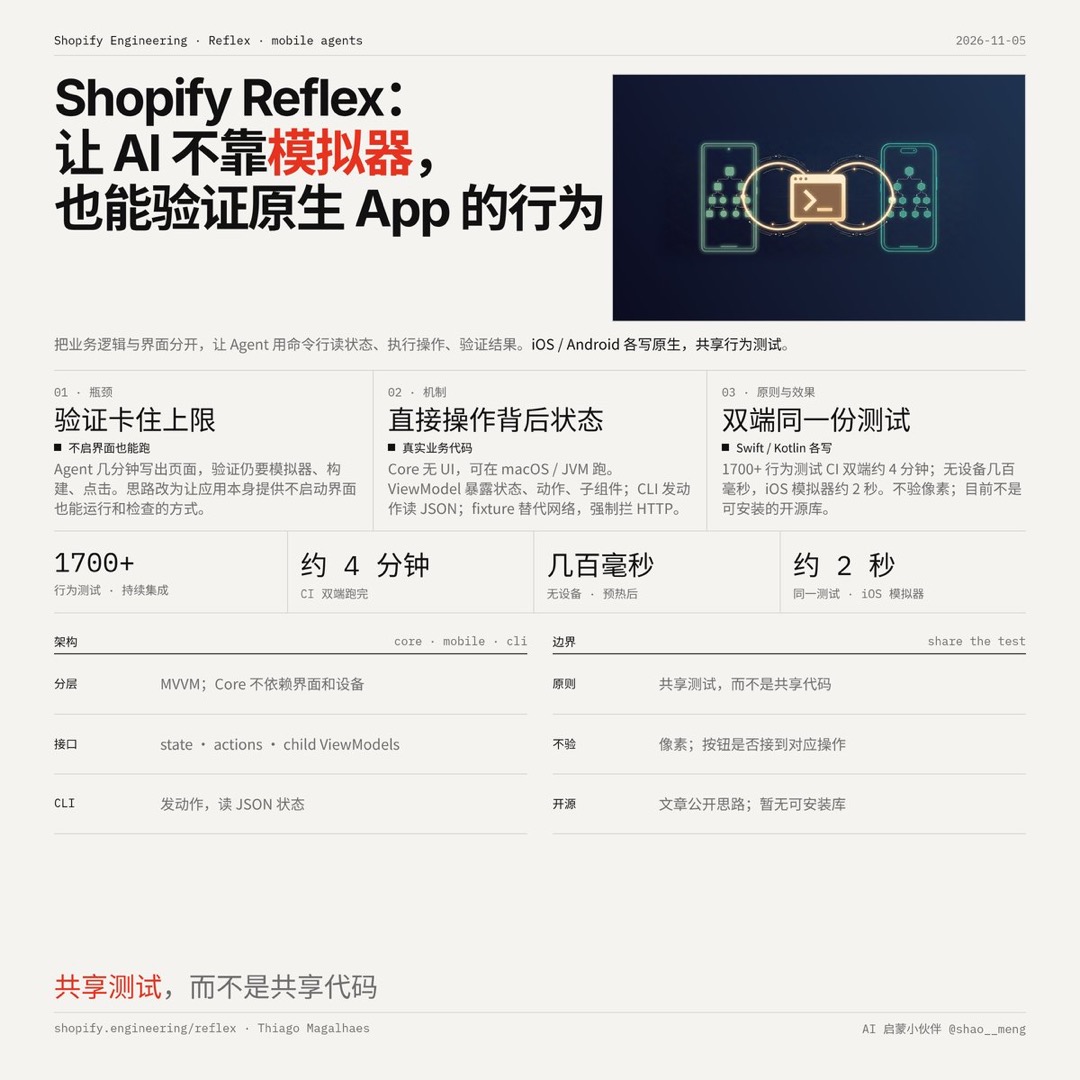 Shopify Engineering · Reflex · mobile agents
2026-11-05
Shopify Reflex：
让 AI 不靠模拟器，
也能验证原生 App 的行为
把业务逻辑与界面分开，让 Agent 用命令行读状态、执行操作、验证结果。iOS / Android 各写原生，共享行为测试。
01 · 瓶颈
验证卡住上限
不启界面也能跑
Agent 几分钟写出页面，验证仍要模拟器、构
建、点击。思路改为让应用本身提供不启动界面
也能运行和检查的方式。
02 · 机制
直接操作背后状态
真实业务代码
Core 无 UI，可在 macOS / JVM 跑。
ViewModel 暴露状态、动作、子组件；CLI 发动
作读 JSON；fixture 替代网络，强制拦 HTTP。
03 · 原则与效果
双端同一份测试
Swift / Kotlin 各写
1700+ 行为测试 CI 双端约 4 分钟；无设备几百
毫秒，iOS 模拟器约 2 秒。不验像素；目前不是
可安装的开源库。
1700+
行为测试 · 持续集成
约 4 分钟
CI 双端跑完
几百毫秒
无设备 · 预热后
约 2 秒
同一测试 · iOS 模拟器
架构
core · mobile · cli
分层
MVVM；Core 不依赖界面和设备
接口
state · actions · child ViewModels
CLI
发动作，读 JSON 状态
边界
share the test
原则
共享测试，而不是共享代码
不验
像素；按钮是否接到对应操作
开源
文章公开思路；暂无可安装库
共享测试，而不是共享代码
shopify.engineering/reflex · Thiago Magalhaes
AI 启蒙小伙伴 @shao__meng